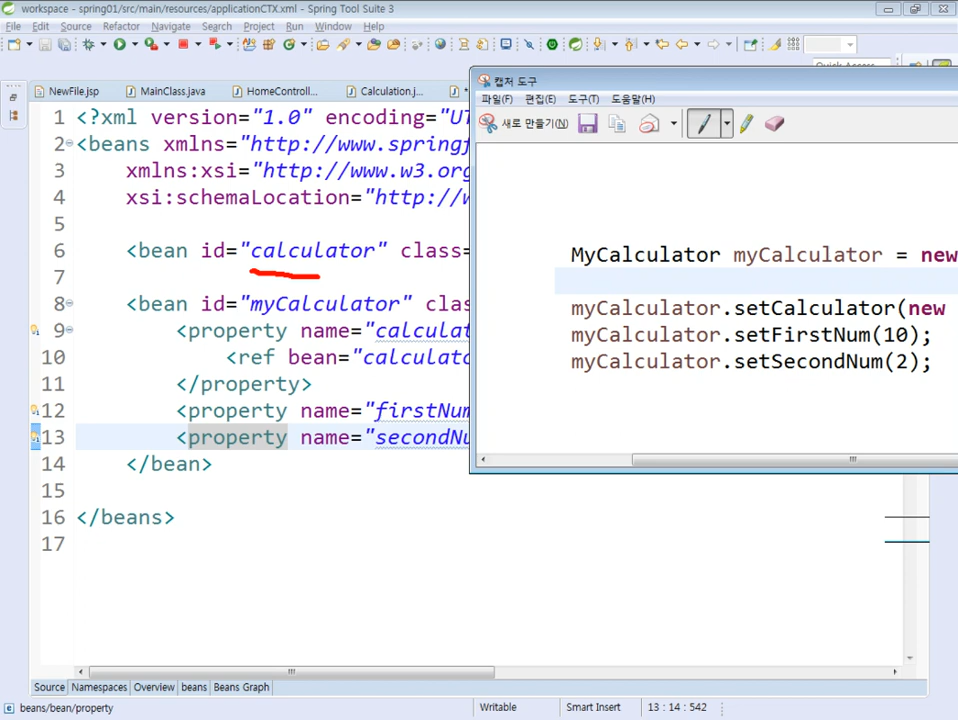 workspace - spring01/src/main/resources/applicationCTX.xml - Spring Tool Suite 3
File Edit Source Refactor Navigate Search Project Run Window Help
NewFile.jsp MainClass.java HomeControll... Calculation.j...
1 <?xml version="1.0" encoding="UT
2 <beans xmlns="http://www.springf
3 xmlns:xsi="http://www.w3.org
4 xsi:schemaLocation="http://w
5
6 <bean id="calculator" class=
7
8 <bean id="myCalculator" clas
9 <property name="calculat
10 <ref bean="calculato
11 </property>
12 <property name="firstNum
13 <property name="secondNu
14 </bean>
15
16 </beans>
17
캡처 도구
파일(F) 편집(E) 도구(T) 도움말(H)
새로 만들기(N)
MyCalculator myCalculator = new
myCalculator.setCalculator(new
myCalculator.setFirstNum(10);
myCalculator.setSecondNum(2);
Source Namespaces Overview beans Beans Graph
beans/bean/property Writable Smart Insert 13 : 14 : 542